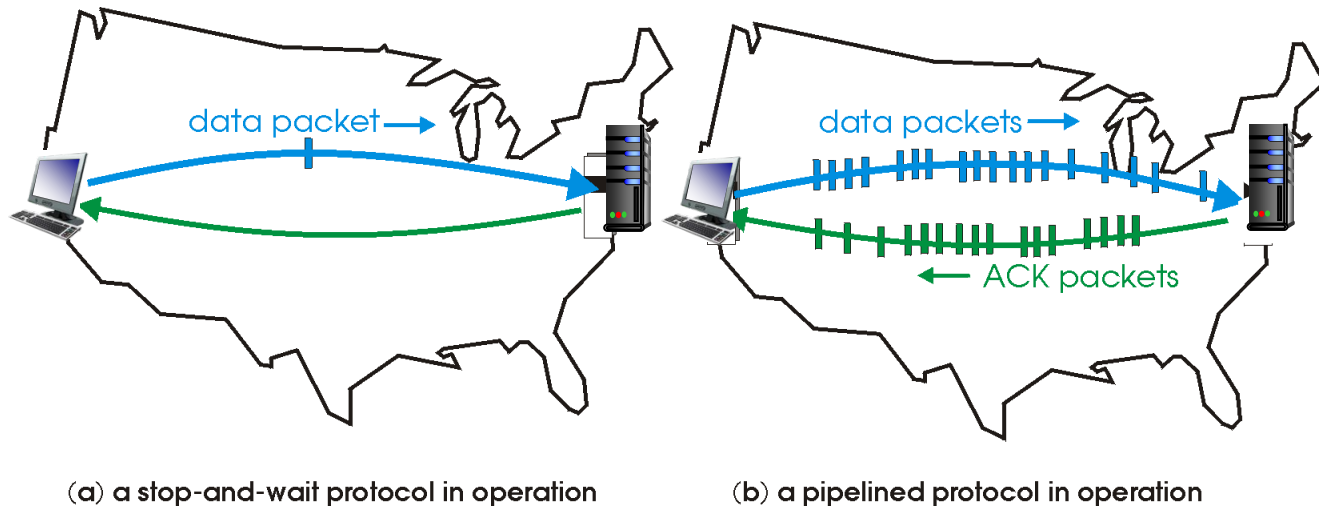 data packet
data packets
ACK packets
(a) a stop-and-wait protocol in operation
(b) a pipelined protocol in operation